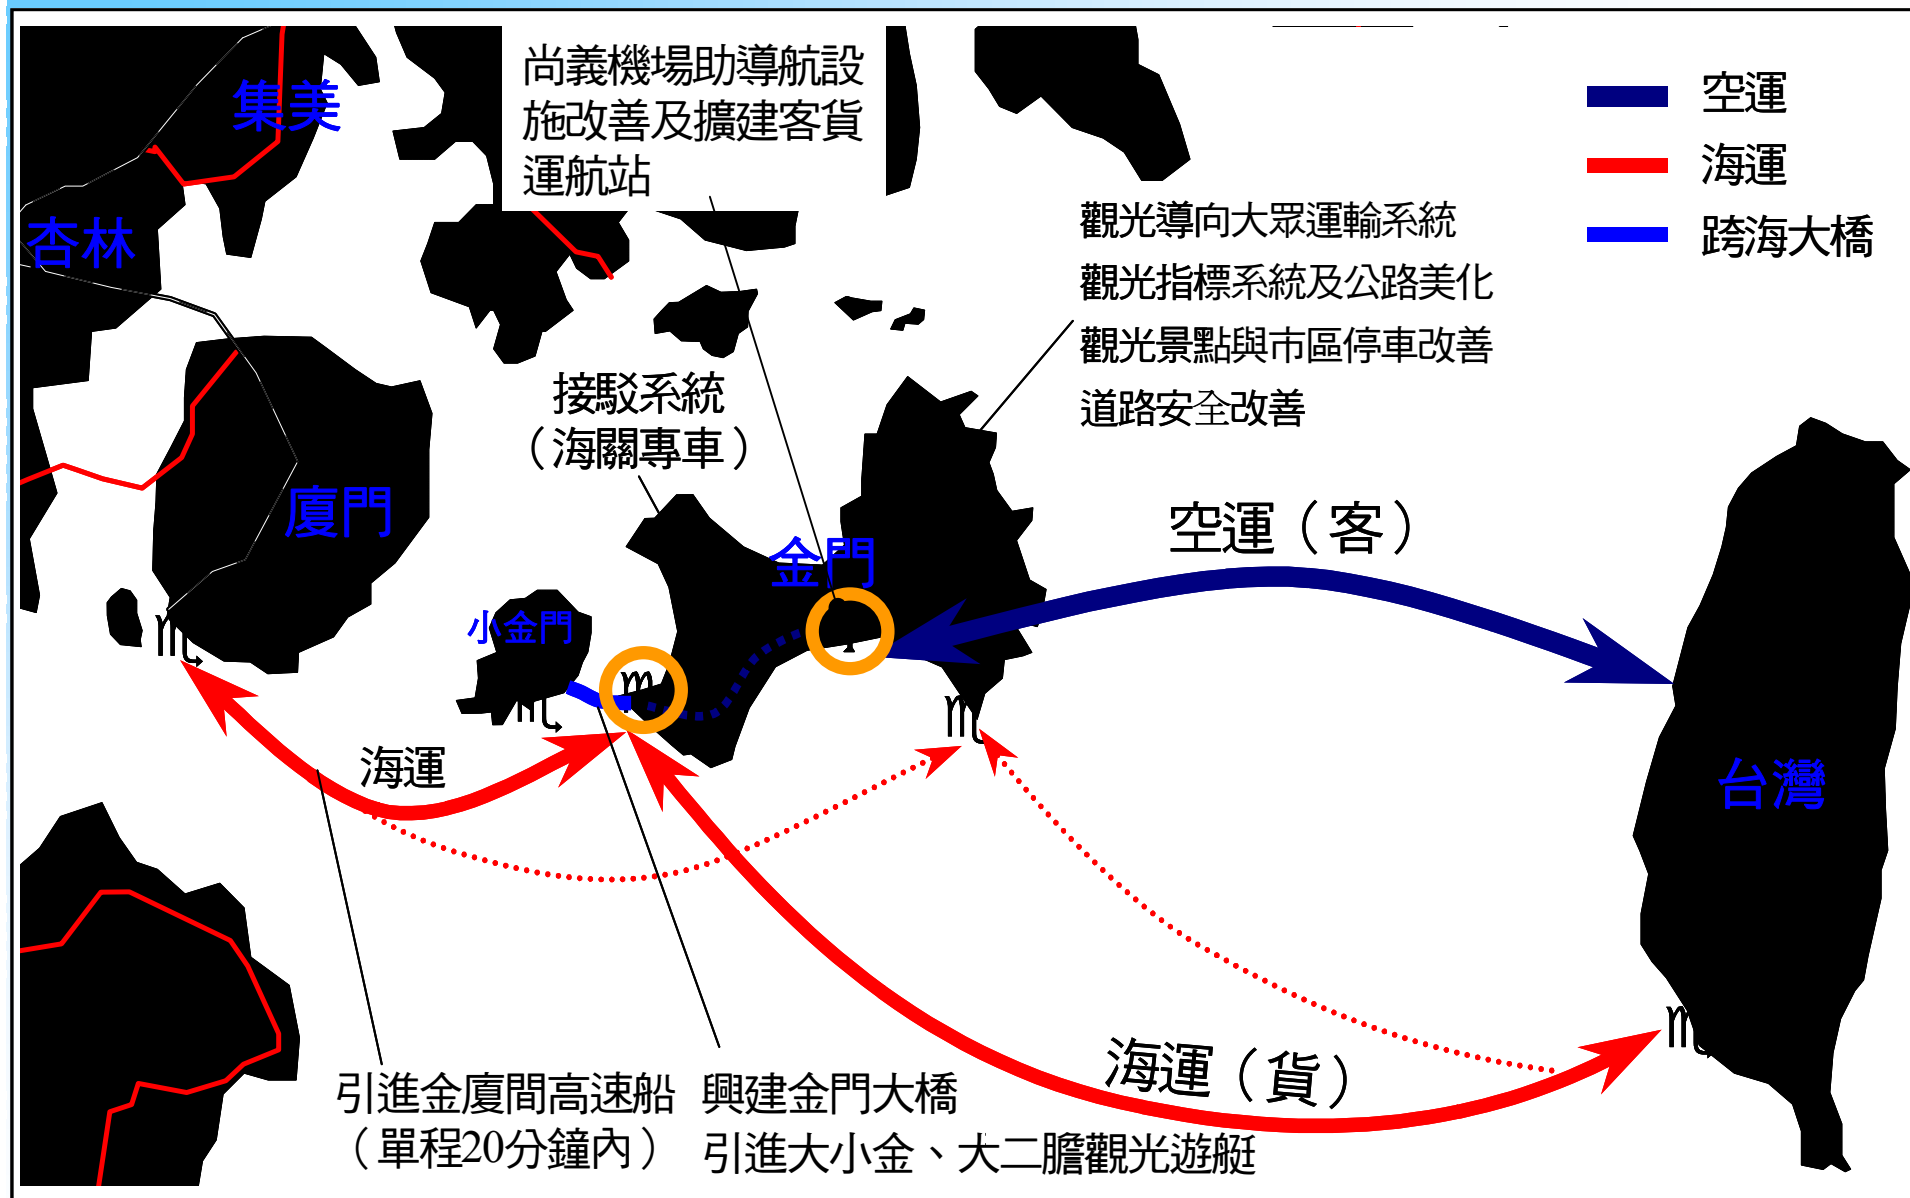 尚義機場助導航設
施改善及擴建客貨
運航站
空運
海運
跨海大橋
集美
杏林
觀光導向大眾運輸系統
觀光指標系統及公路美化
觀光景點與市區停車改善
道路安全改善
接駁系統
（海關專車）
廈門
金門
小金門
空運（客）
海運
台灣
海運（貨）
引進金廈間高速船
（單程20分鐘內）
興建金門大橋
引進大小金、大二膽觀光遊艇